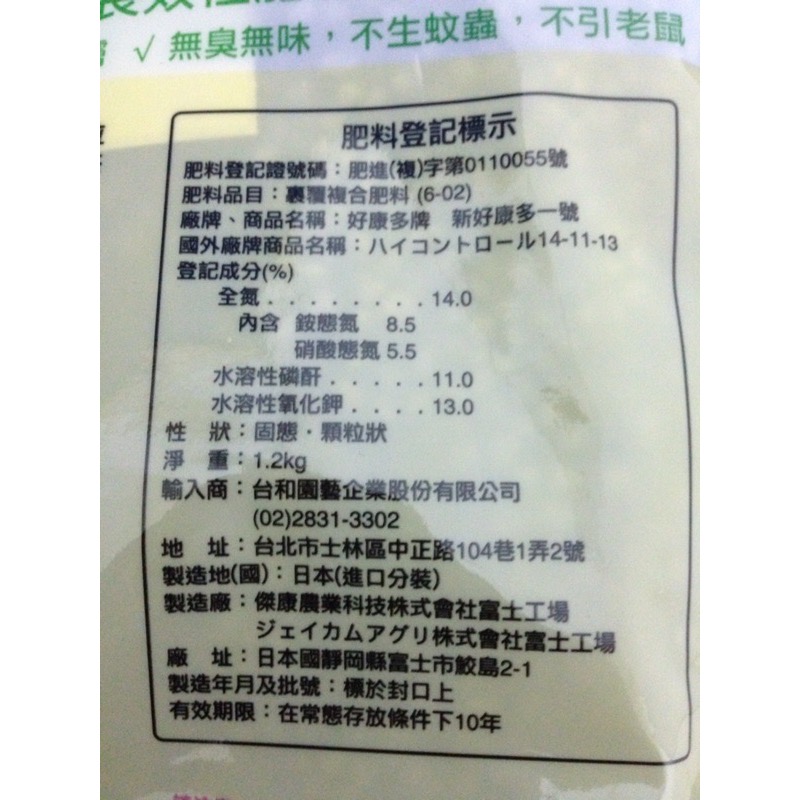 √ 無臭無味，不生蚊蟲，不引老鼠
肥料登記標示
肥料登記證號碼：肥進(複)字第0110055號
肥料品目：裹覆複合肥料 (6-02)
廠牌、商品名稱：好康多牌　新好康多一號
國外廠牌商品名稱：ハイコントロール14-11-13
登記成分(%)
全氮 . . . . . . . . . 14.0
內含 銨態氮 8.5
硝酸態氮 5.5
水溶性磷酐 . . . . . 11.0
水溶性氧化鉀 . . . . 13.0
性 狀：固態．顆粒狀
淨 重：1.2kg
輸入商：台和園藝企業股份有限公司
(02)2831-3302
地 址：台北市士林區中正路104巷1弄2號
製造地(國)：日本(進口分裝)
製造廠：傑康農業科技株式會社富士工場
ジェイカムアグリ株式會社富士工場
廠 址：日本國靜岡縣富士市鮫島2-1
製造年月及批號：標於封口上
有效期限：在常態存放條件下10年